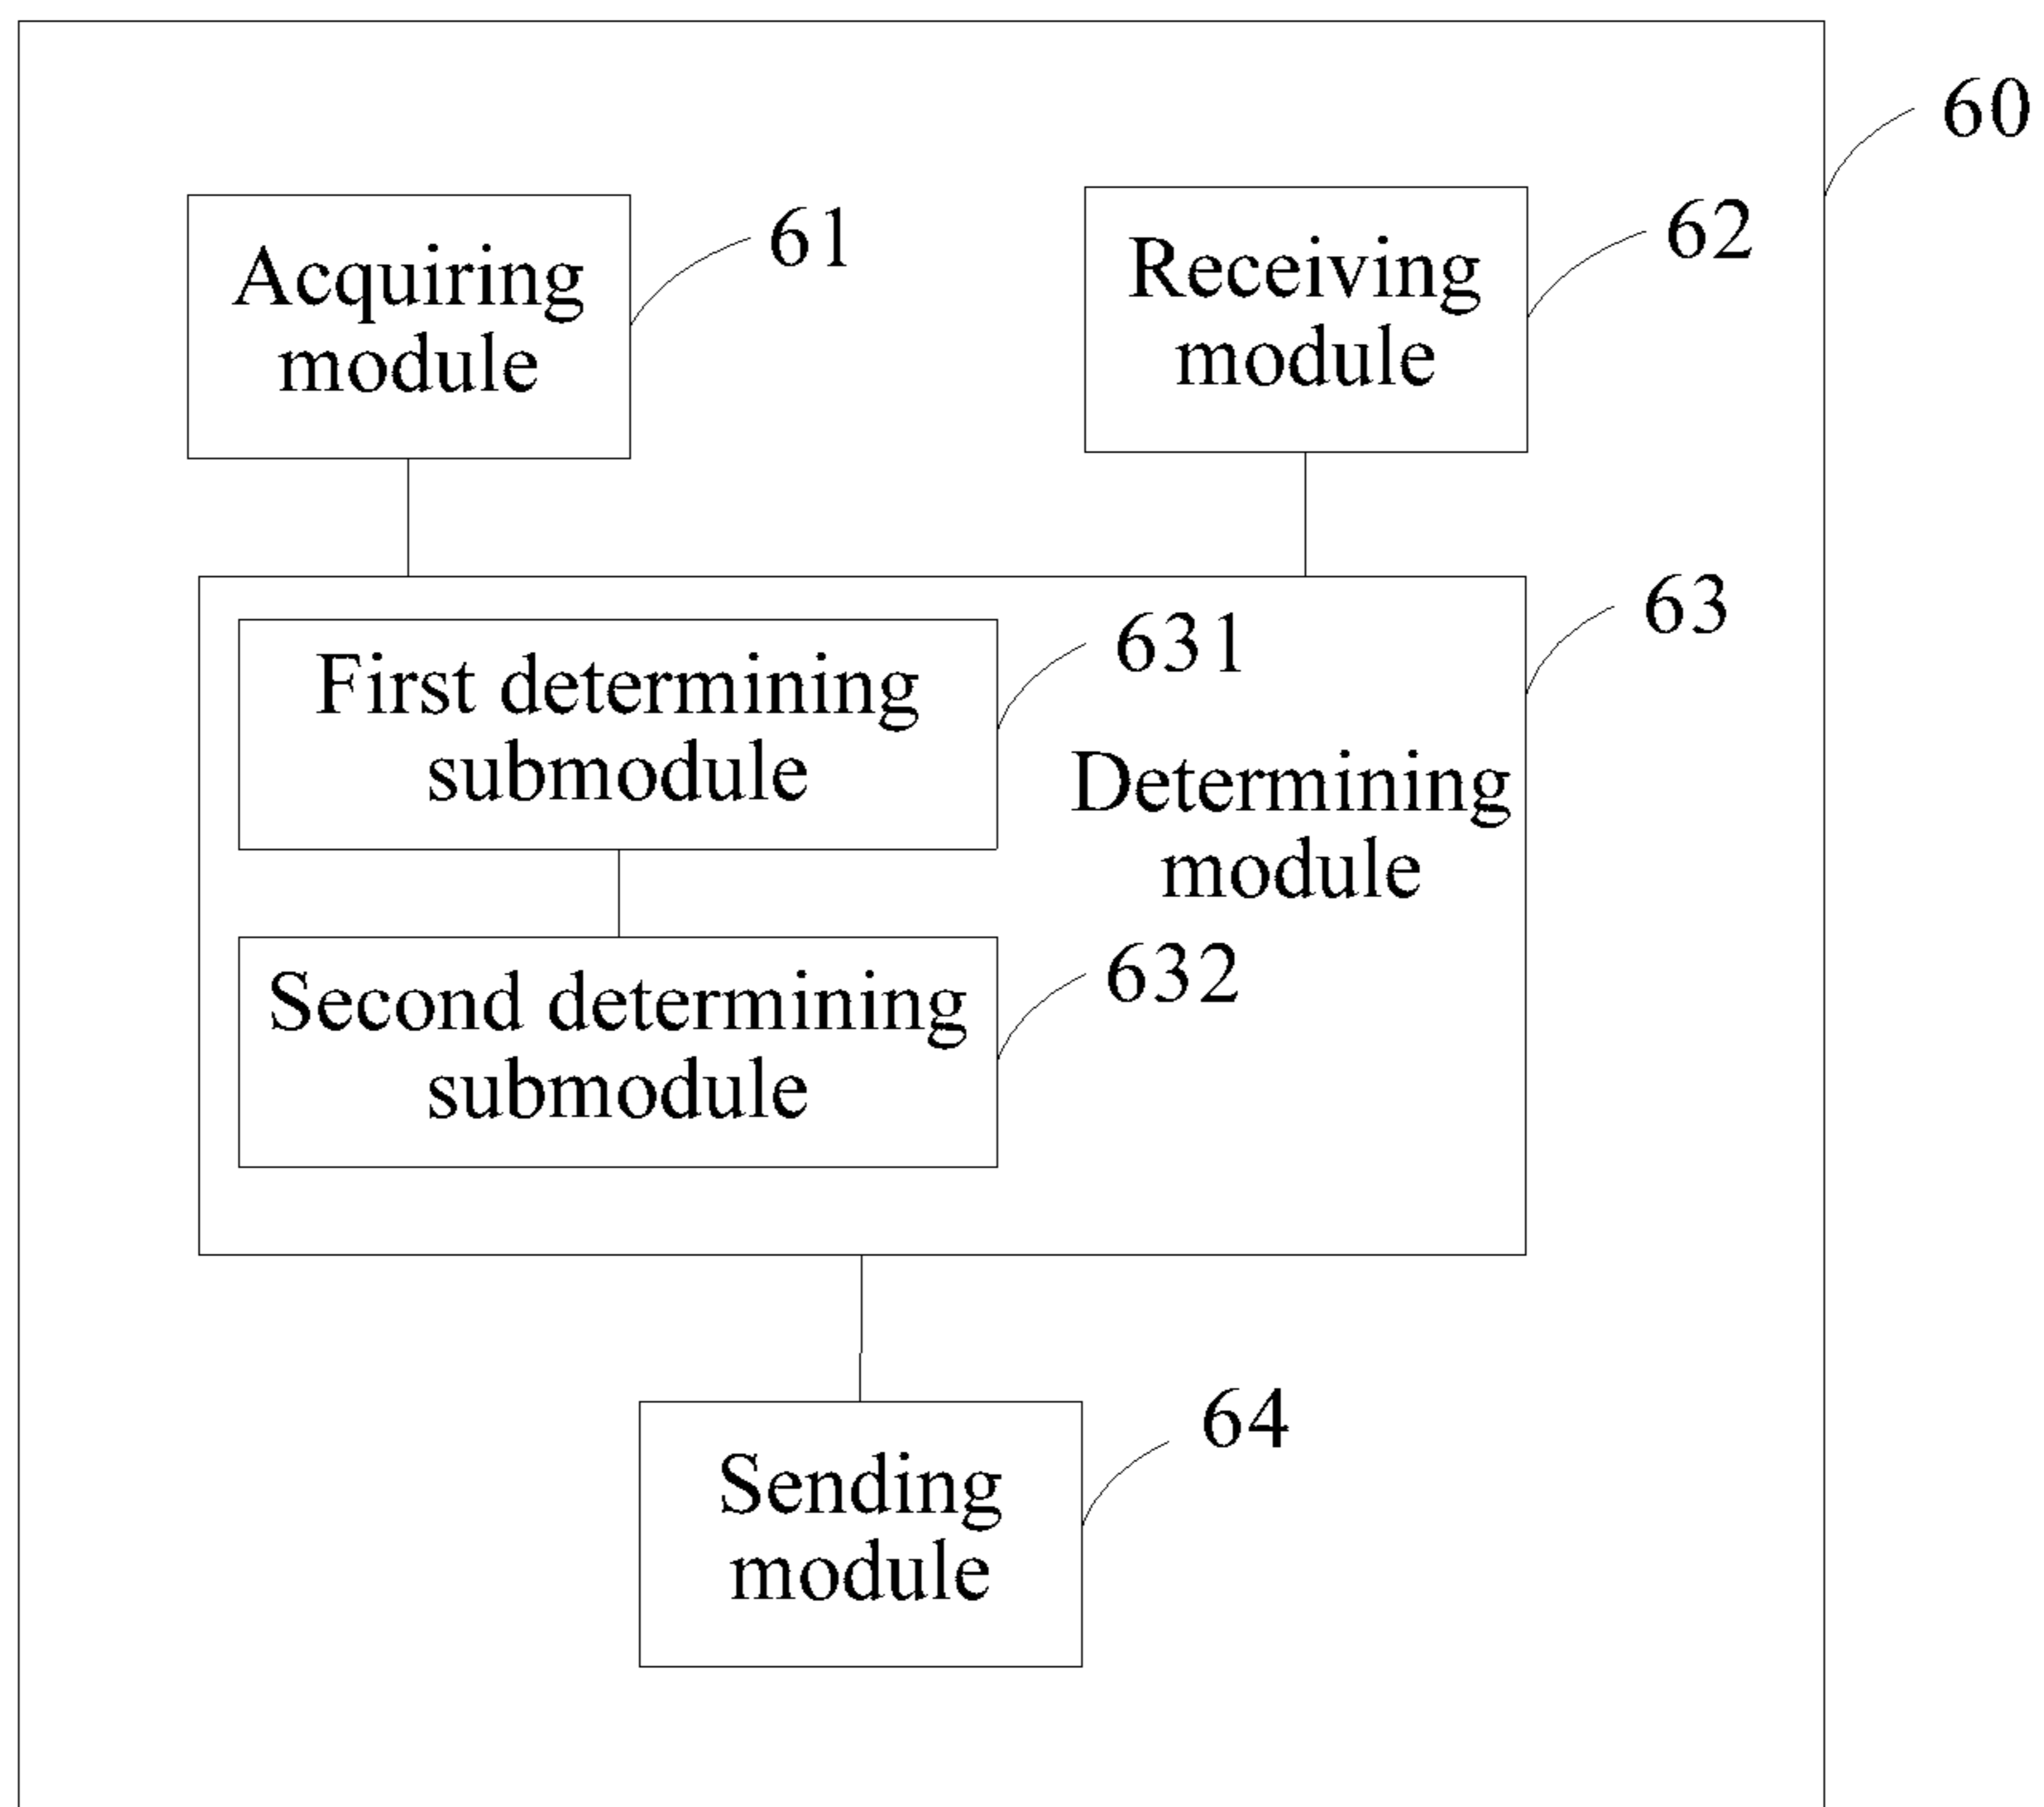 60
61
62
Acquiring
module
Receiving
module
63
631
First determining
submodule
Determining
module
632
Second determining
submodule
64
Sending
module